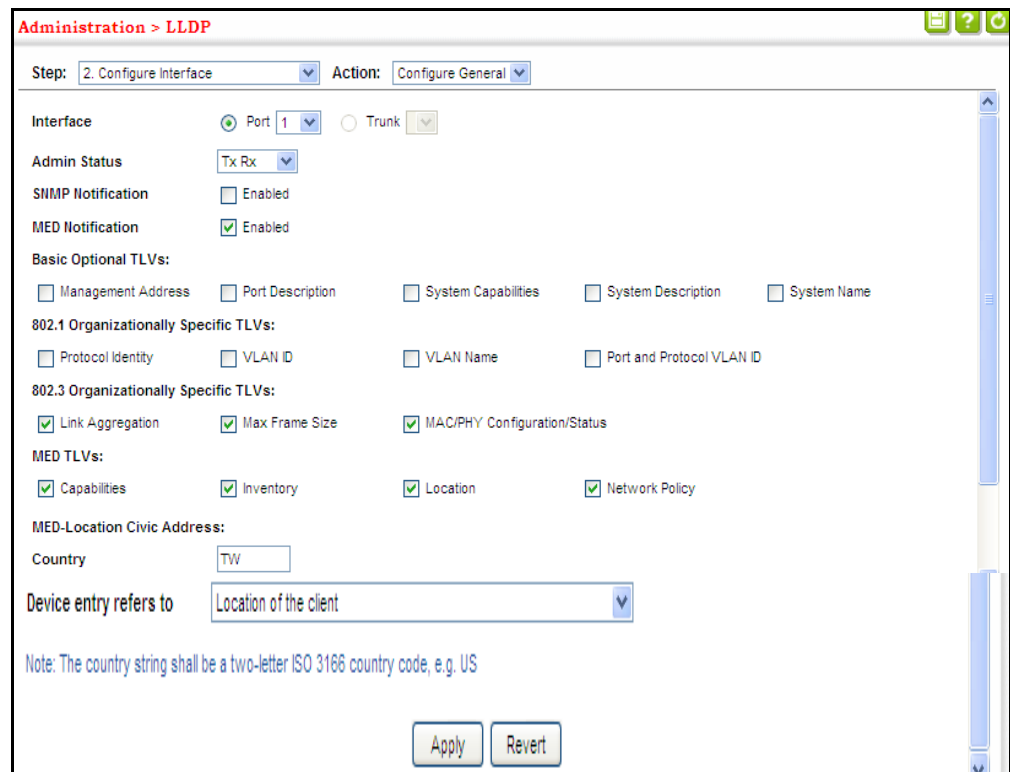 Administration > LLDP
Step: 2. Configure Interface Action: Configure General
Interface Port 1 Trunk
Admin Status Tx Rx
SNMP Notification Enabled
MED Notification Enabled
Basic Optional TLVs:
Management Address Port Description System Capabilities System Description System Name
802.1 Organizationally Specific TLVs:
Protocol Identity VLAN ID VLAN Name Port and Protocol VLAN ID
802.3 Organizationally Specific TLVs:
Link Aggregation Max Frame Size MAC/PHY Configuration/Status
MED TLVs:
Capabilities Inventory Location Network Policy
MED-Location Civic Address:
Country TW
Device entry refers to Location of the client
Note: The country string shall be a two-letter ISO 3166 country code, e.g. US
Apply Revert